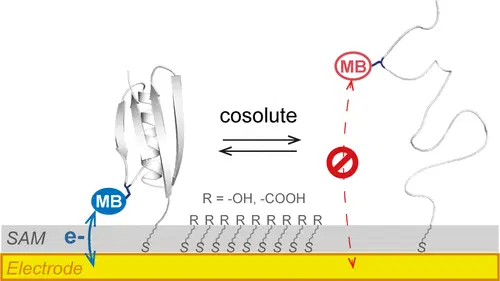 MB
cosolute
R = -OH, -COOH
MB
R R R R R R R R R
SAM
e-
S
S S S S S S S S S
S
Electrode